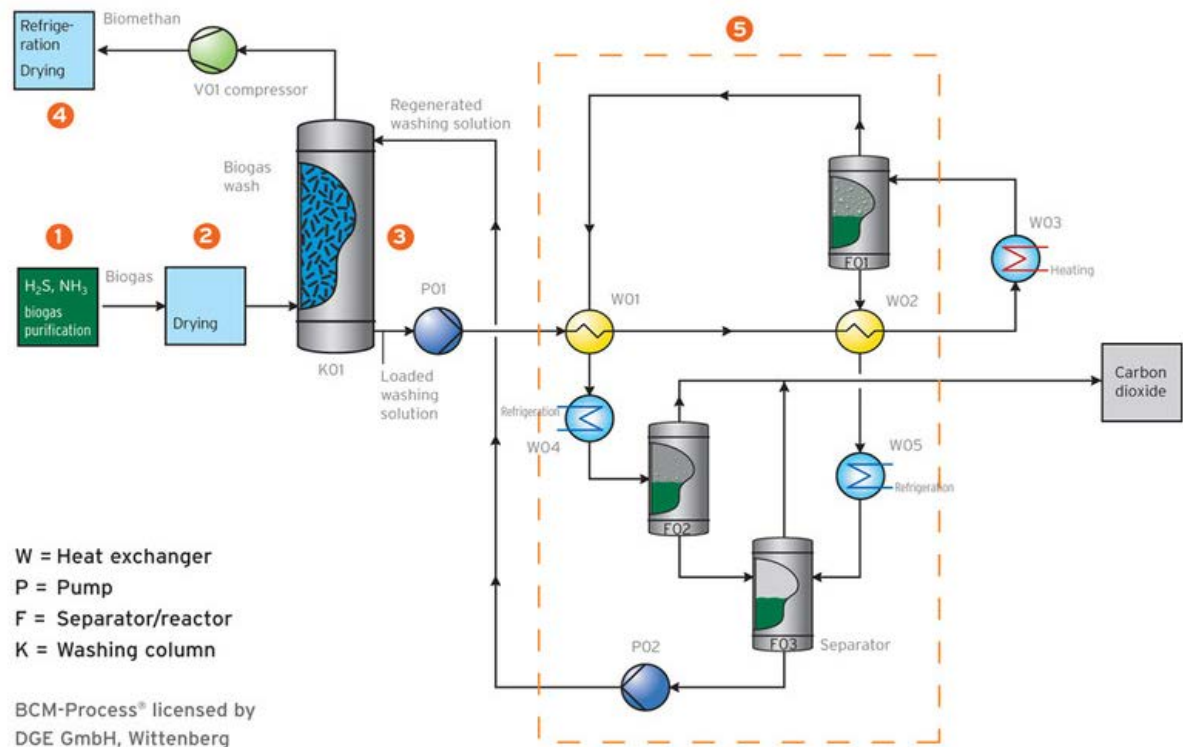 Refrige-
ration
Drying
4
Biomethan
V01 compressor
5
Regenerated
washing solution
Biogas
wash
1
2
3
H₂S, NH₃
biogas
purification
Biogas
Drying
K01
P01
Loaded
washing
solution
W01
W02
F01
W03
Heating
Carbon
dioxide
Refrigeration
W04
F02
W05
Refrigeration
F03
Separator
P02
W = Heat exchanger
P = Pump
F = Separator/reactor
K = Washing column
BCM-Process® licensed by
DGE GmbH, Wittenberg